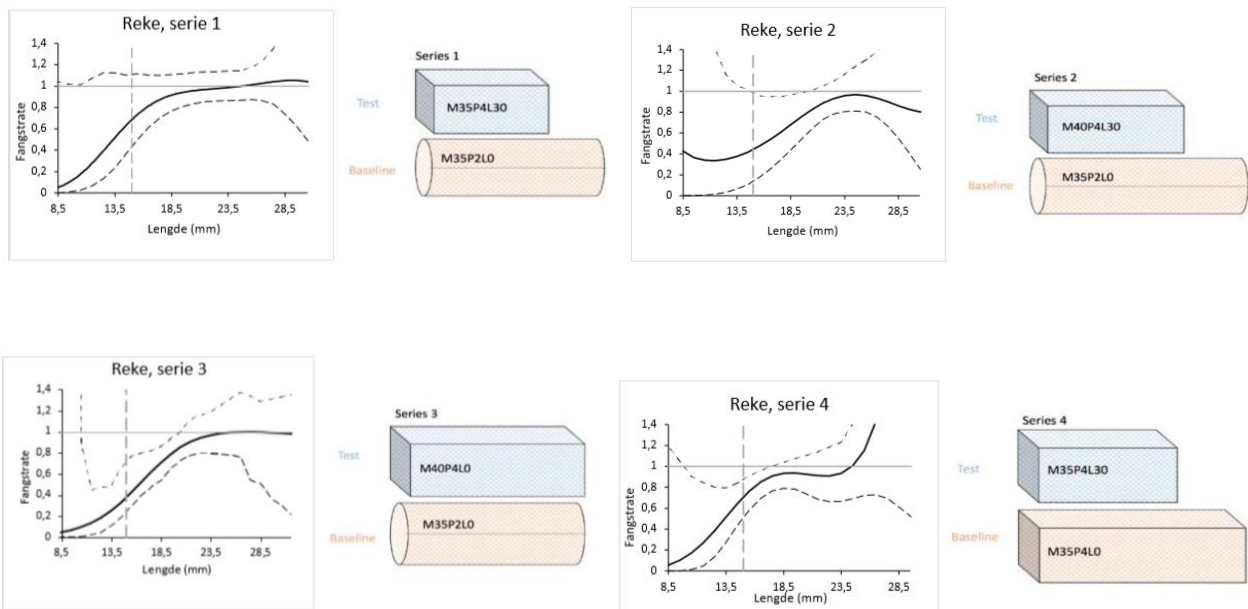 Reke, serie 1
1,4
1,2
1
0,8
0,6
0,4
0,2
0
Fangstrate
8,5 13,5 18,5 23,5 28,5
Lengde (mm)
Series 1
Test
M35P4L30
Baseline
M35P2L0
Reke, serie 2
1,4
1,2
1
0,8
0,6
0,4
0,2
0
Fangstrate
8,5 13,5 18,5 23,5 28,5
Lengde (mm)
Series 2
Test
M40P4L30
Baseline
M35P2L0
Reke, serie 3
1,4
1,2
1
0,8
0,6
0,4
0,2
0
Fangstrate
8,5 13,5 18,5 23,5 28,5
Lengde (mm)
Series 3
Test
M40P4L0
Baseline
M35P2L0
Reke, serie 4
1,4
1,2
1
0,8
0,6
0,4
0,2
0
Fangstrate
8,5 13,5 18,5 23,5 28,5
Lengde (mm)
Series 4
Test
M35P4L30
Baseline
M35P4L0